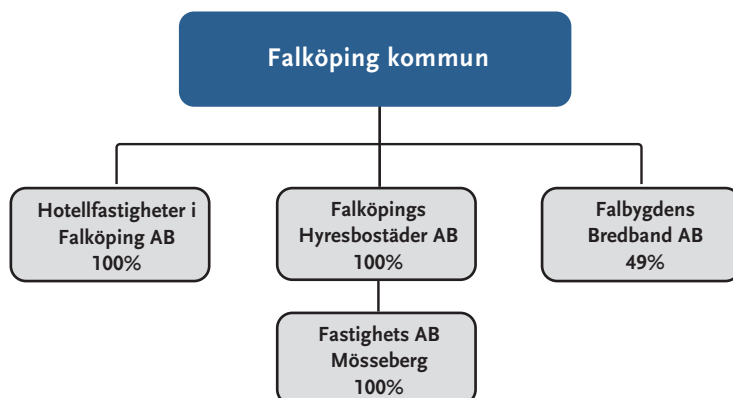 Falköping kommun
Hotellfastigheter i
Falköping AB
100%
Falköpings
Hyresbostäder AB
100%
Falbygdens
Bredband AB
49%
Fastighets AB
Mösseberg
100%